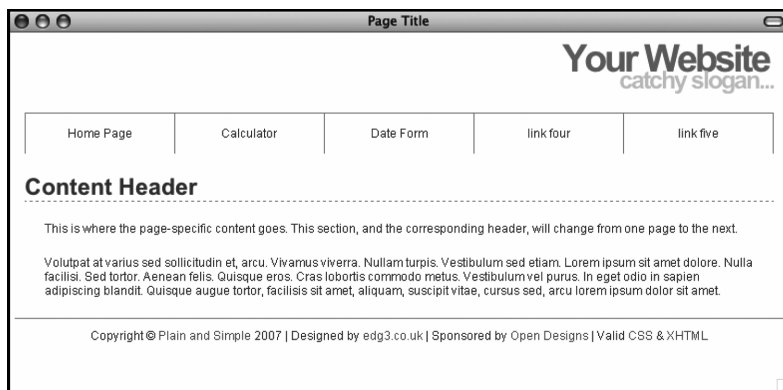 Page Title
Your Website
catchy slogan...
Home Page Calculator Date Form link four link five
Content Header
This is where the page-specific content goes. This section, and the corresponding header, will change from one page to the next.
Volutpat at varius sed sollicitudin et, arcu. Vivamus viverra. Nullam turpis. Vestibulum sed etiam. Lorem ipsum sit amet dolore. Nulla
facilisi. Sed tortor. Aenean felis. Quisque eros. Cras lobortis commodo metus. Vestibulum vel purus. In eget odio in sapien
adipiscing blandit. Quisque augue tortor, facilisis sit amet, aliquam, suscipit vitae, cursus sed, arcu lorem ipsum dolor sit amet.
Copyright © Plain and Simple 2007 | Designed by edg3.co.uk | Sponsored by Open Designs | Valid CSS & XHTML